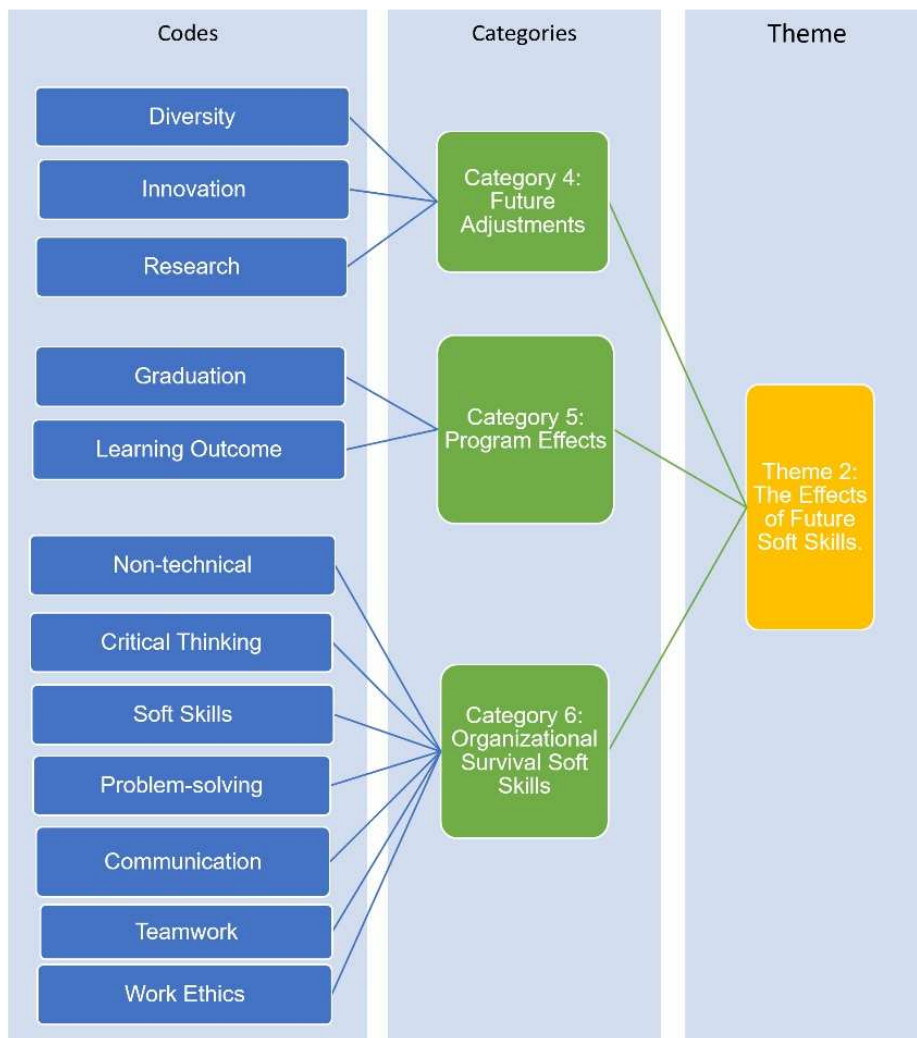 Codes
Categories
Theme
Diversity
Innovation
Research
Graduation
Learning Outcome
Non-technical
Critical Thinking
Soft Skills
Problem-solving
Communication
Teamwork
Work Ethics
Category 4:
Future
Adjustments
Category 5:
Program Effects
Category 6:
Organizational
Survival Soft
Skills
Theme 2:
The Effects
of Future
Soft Skills.